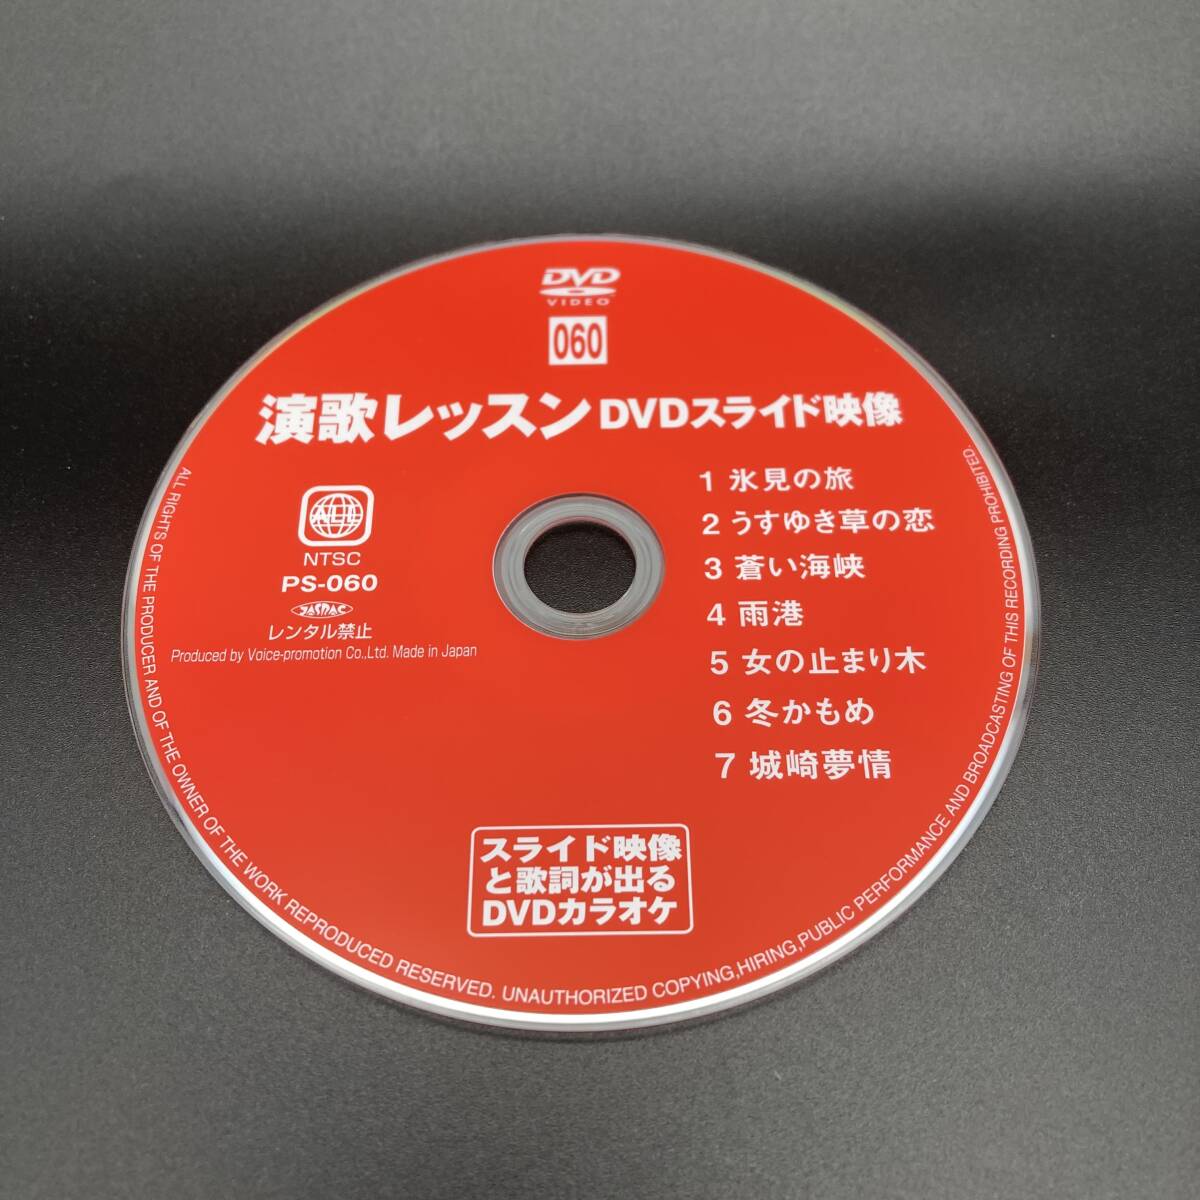 DVD
VIDEO
060
演歌レッスン DVDスライド映像
ALL
NTSC
PS-060
JASRAC
レンタル禁止
Produced by Voice-promotion Co.,Ltd. Made in Japan
1 氷見の旅
2 うすゆき草の恋
3 蒼い海峡
4 雨港
5 女の止まり木
6 冬かもめ
7 城崎夢情
スライド映像
と歌詞が出る
DVDカラオケ
ALL RIGHTS OF THE PRODUCER AND OF THE OWNER OF THE WORK REPRODUCED RESERVED. UNAUTHORIZED COPYING,HIRING,PUBLIC PERFORMANCE AND BROADCASTING OF THIS RECORDING PROHIBITED.